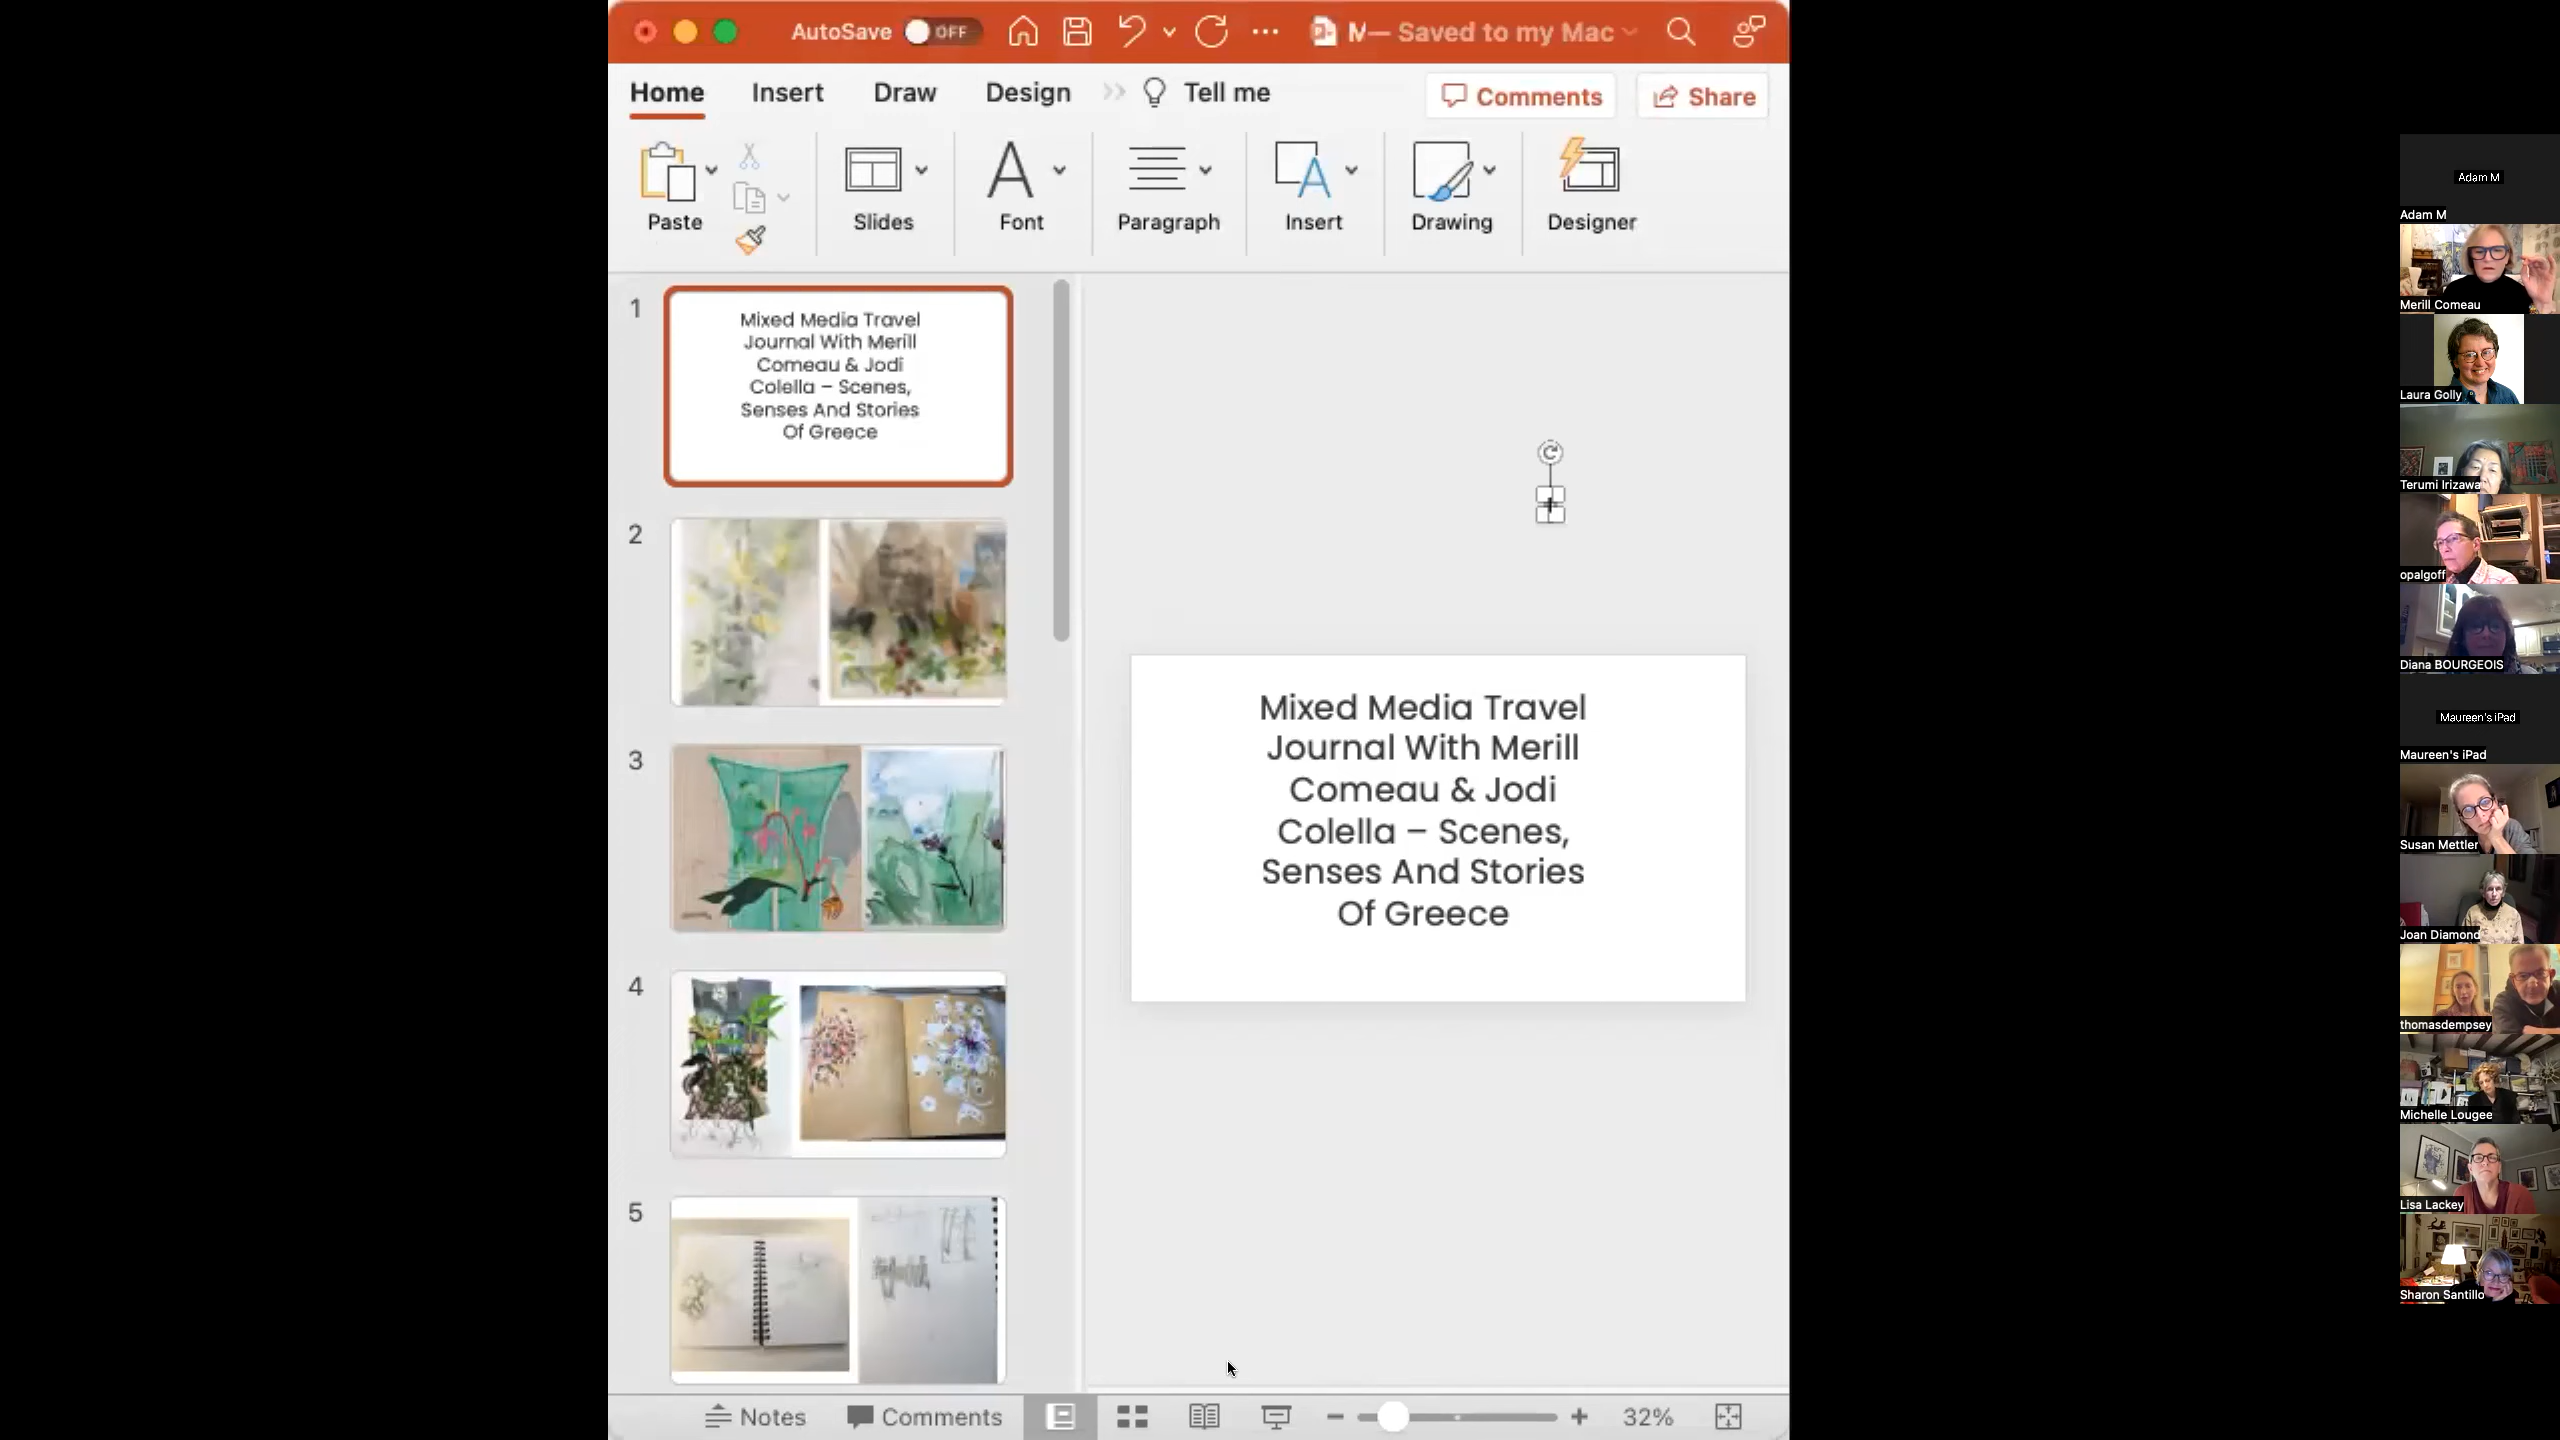 AutoSave OFF M— Saved to my Mac
Home Insert Draw Design Tell me Comments Share
Paste Slides Font Paragraph Insert Drawing Designer
1
Mixed Media Travel
Journal With Merill
Comeau & Jodi
Colella – Scenes,
Senses And Stories
Of Greece
2
3
4
5
Mixed Media Travel
Journal With Merill
Comeau & Jodi
Colella – Scenes,
Senses And Stories
Of Greece
Notes Comments 32%
Adam M
Adam M
Merill Comeau
Laura Golly
Terumi Irizawa
opalgoff
Diana BOURGEOIS
Maureen's iPad
Maureen's iPad
Susan Mettler
Joan Diamond
thomasdempsey
Michelle Lougee
Lisa Lackey
Sharon Santillo